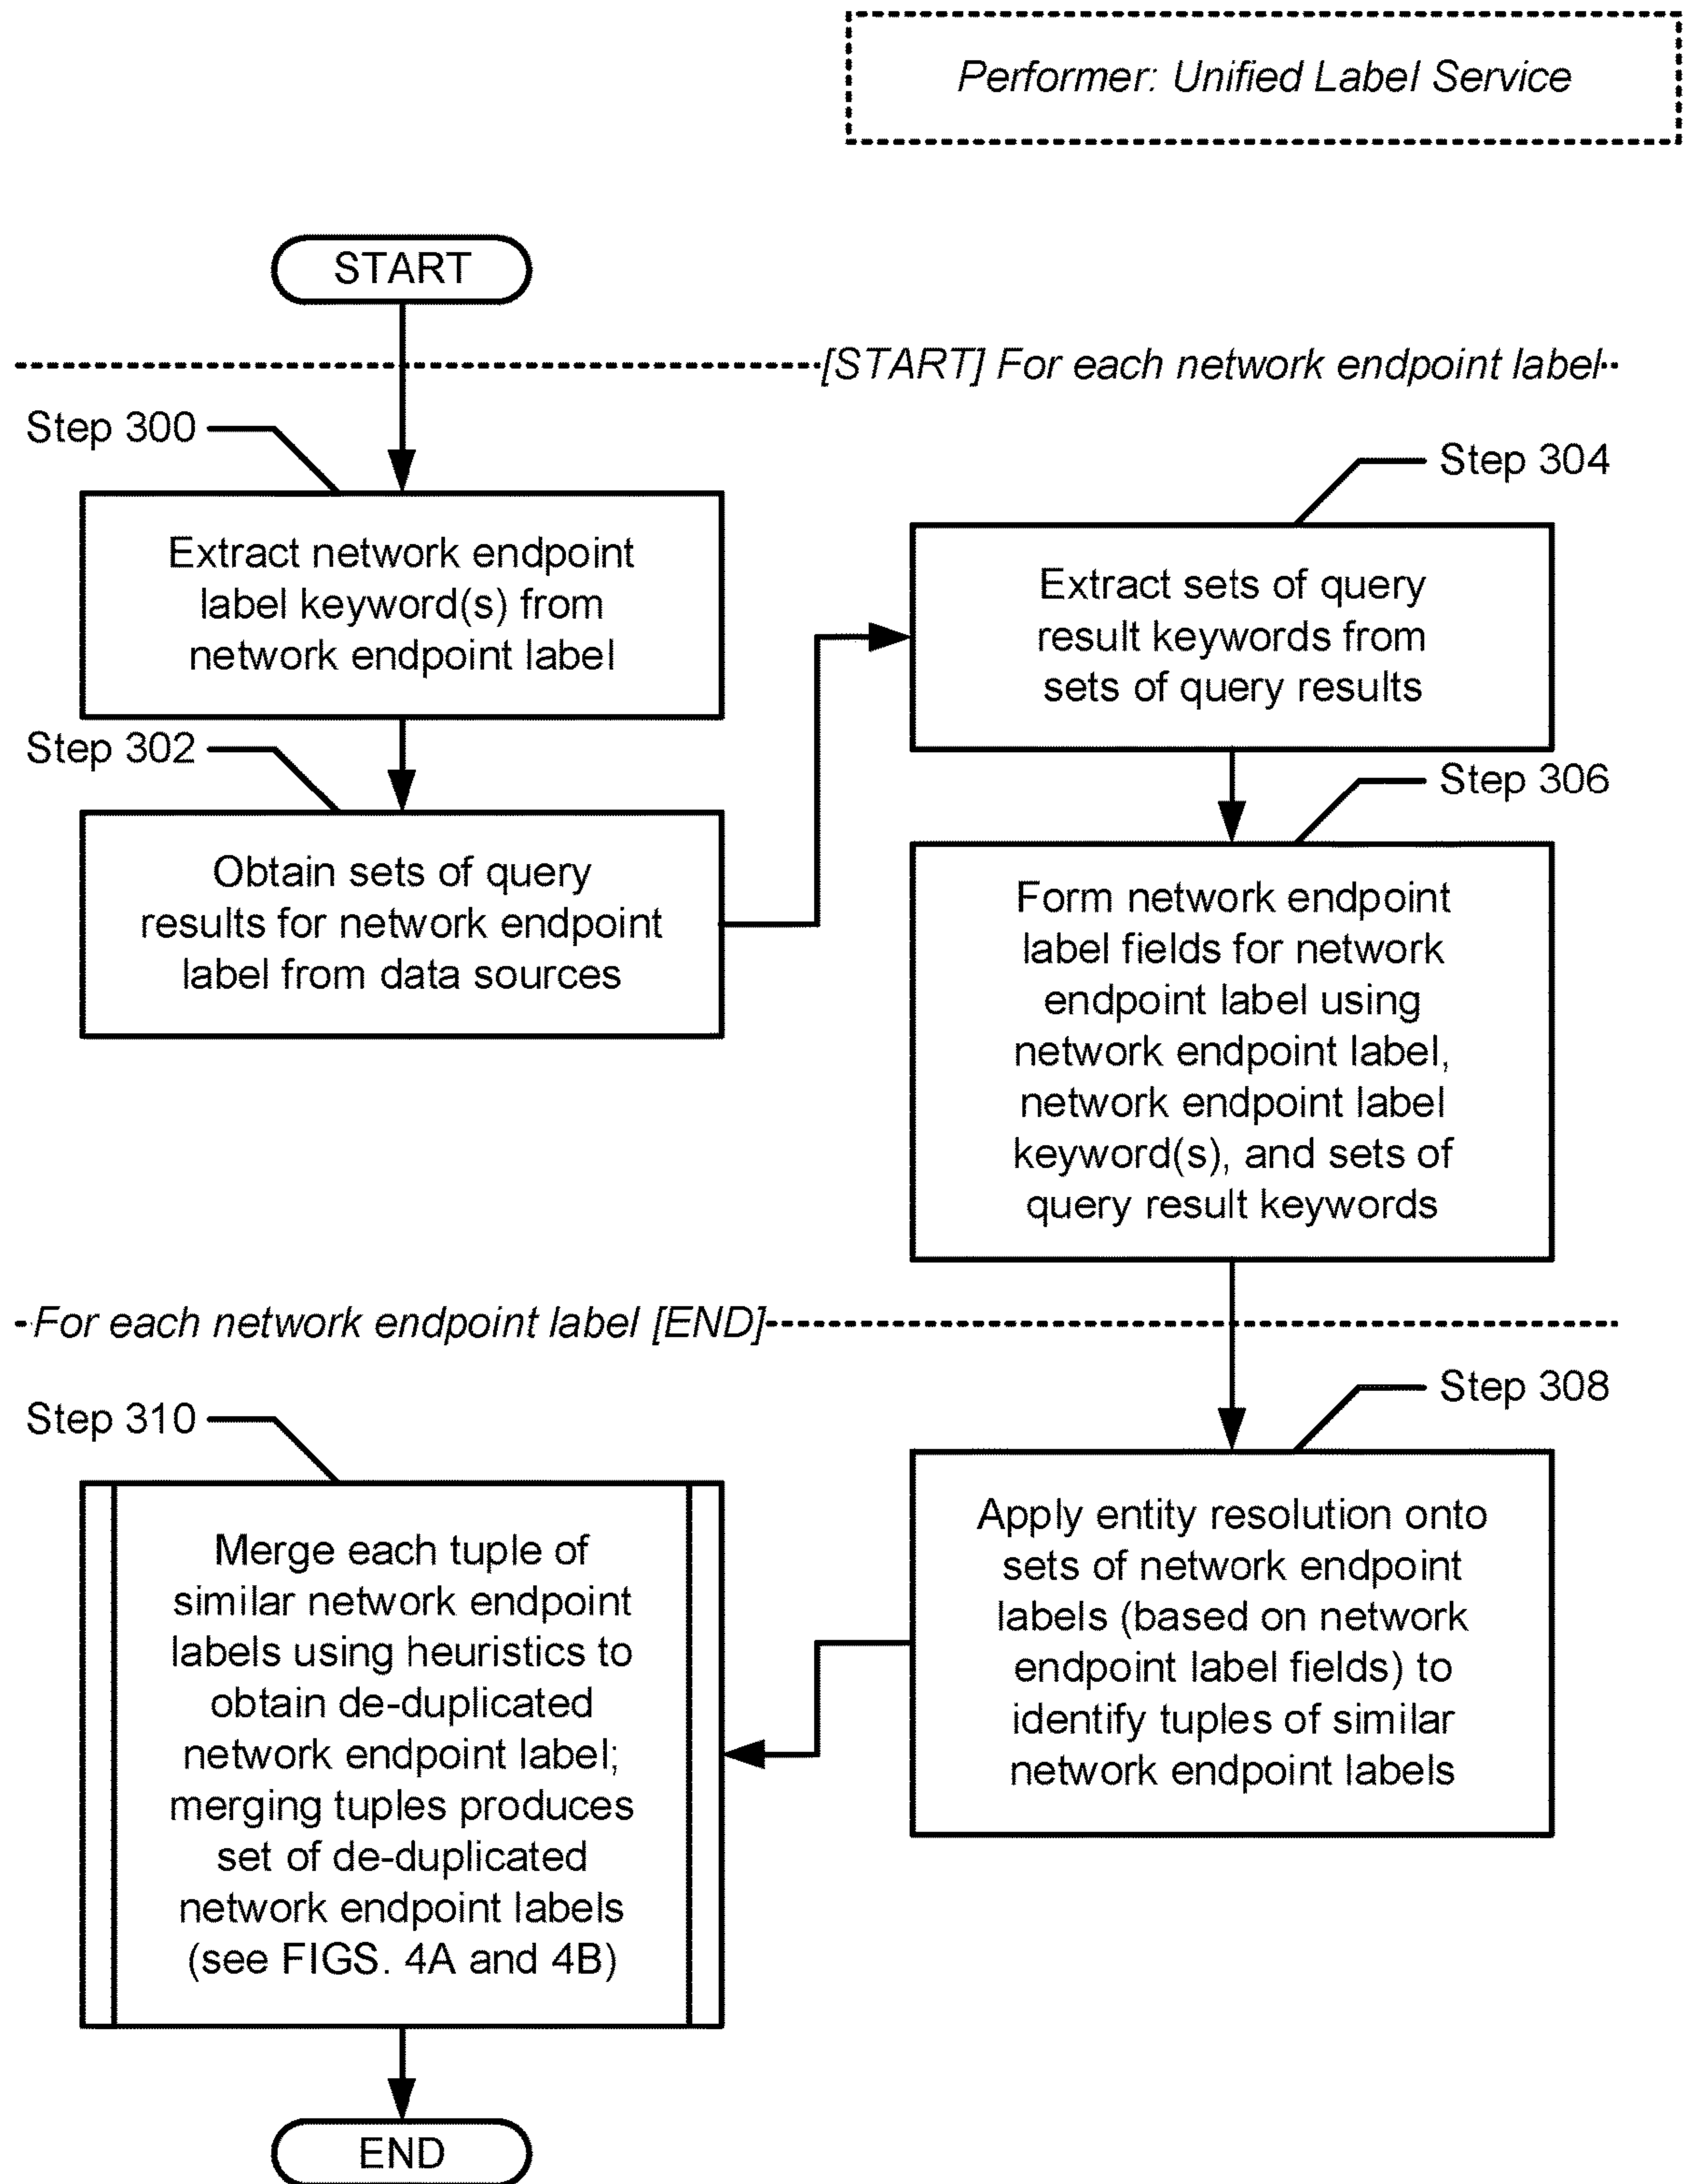 Performer: Unified Label Service
START
[START] For each network endpoint label
Step 300
Extract network endpoint
label keyword(s) from
network endpoint label
Step 302
Obtain sets of query
results for network endpoint
label from data sources
Step 304
Extract sets of query
result keywords from
sets of query results
Step 306
Form network endpoint
label fields for network
endpoint label using
network endpoint label,
network endpoint label
keyword(s), and sets of
query result keywords
For each network endpoint label [END]
Step 308
Apply entity resolution onto
sets of network endpoint
labels (based on network
endpoint label fields) to
identify tuples of similar
network endpoint labels
Step 310
Merge each tuple of
similar network endpoint
labels using heuristics to
obtain de-duplicated
network endpoint label;
merging tuples produces
set of de-duplicated
network endpoint labels
(see FIGS. 4A and 4B)
END